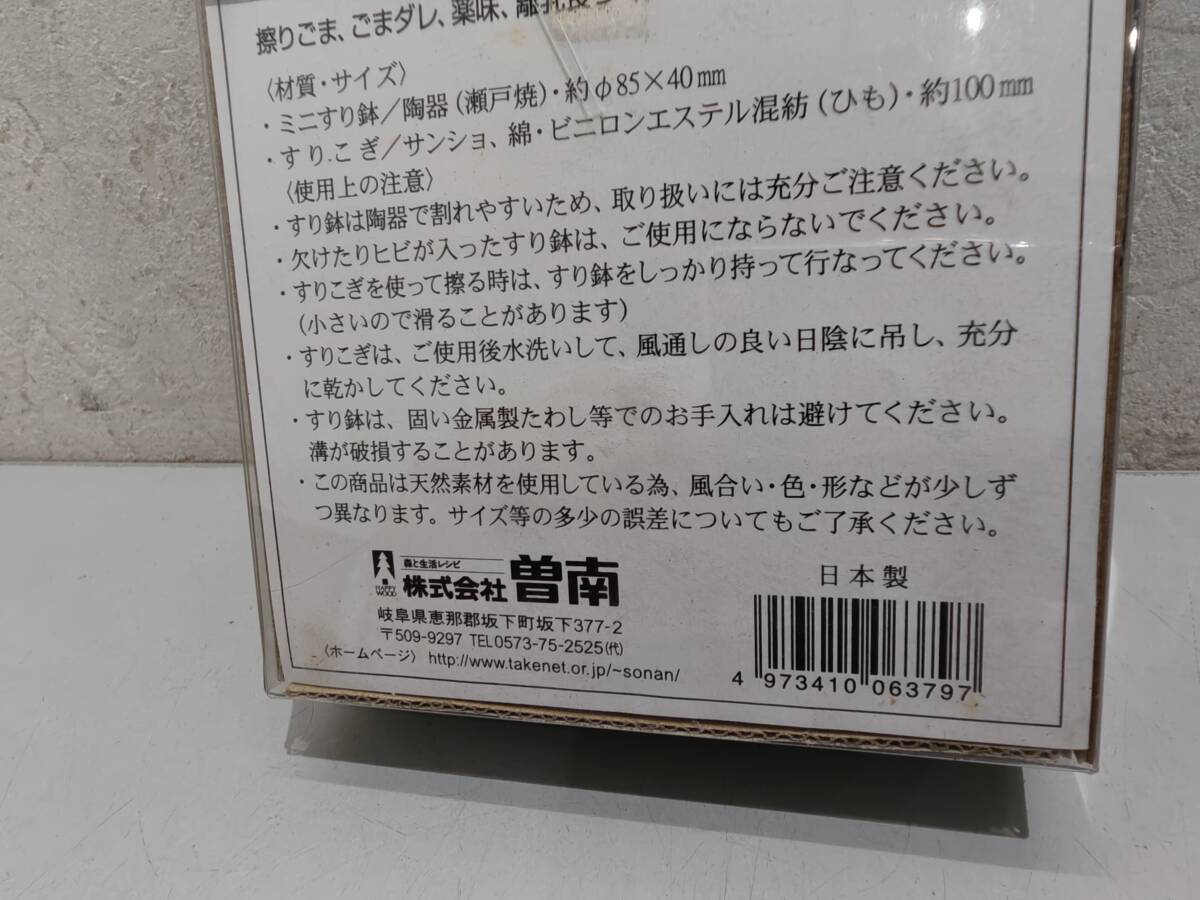 擦りごま、ごまダレ、薬味、離乳食
〈材質・サイズ〉
・ミニすり鉢／陶器（瀬戸焼）・約φ85×40㎜
・すり.こぎ／サンショ、綿・ビニロンエステル混紡（ひも）・約100㎜
〈使用上の注意〉
・すり鉢は陶器で割れやすいため、取り扱いには充分ご注意ください。
・欠けたりヒビが入ったすり鉢は、ご使用にならないでください。
・すりこぎを使って擦る時は、すり鉢をしっかり持って行なってください。
（小さいので滑ることがあります）
・すりこぎは、ご使用後水洗いして、風通しの良い日陰に吊し、充分
に乾かしてください。
・すり鉢は、固い金属製たわし等でのお手入れは避けてください。
溝が破損することがあります。
・この商品は天然素材を使用している為、風合い・色・形などが少しず
つ異なります。サイズ等の多少の誤差についてもご了承ください。
森と生活レシピ
HAPPY WOOD
株式会社 曽南
岐阜県恵那郡坂下町坂下377-2
〒509-9297 TEL0573-75-2525（代）
〈ホームページ〉 http://www.takenet.or.jp/~sonan/
日本製
4 973410 063797